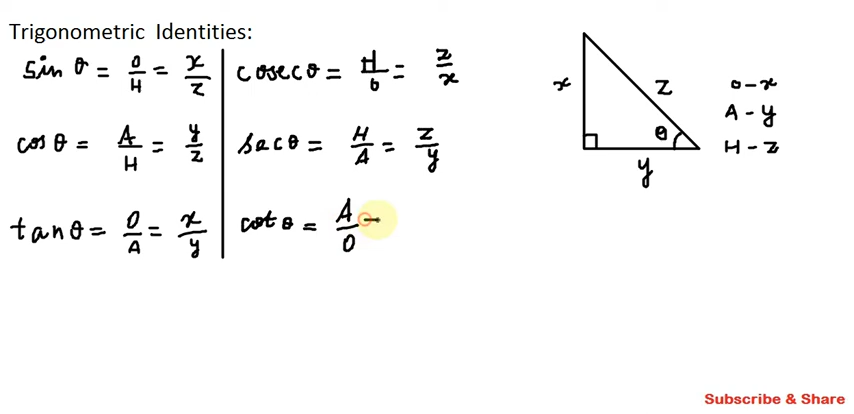 Trigonometric Identities:
sin θ = O/H = x/z
cosec θ = H/O = z/x
cos θ = A/H = y/z
sec θ = H/A = z/y
tan θ = O/A = x/y
cot θ = A/O =
x
z
θ
y
O - x
A - y
H - z
Subscribe & Share